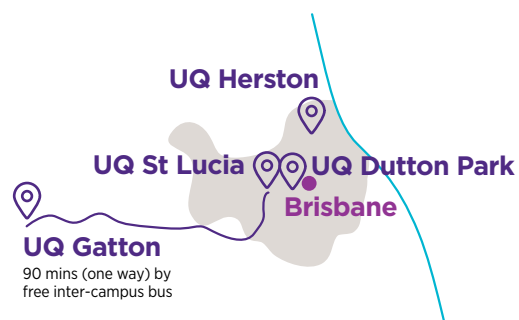 UQ Herston
UQ St Lucia
UQ Dutton Park
Brisbane
UQ Gatton
90 mins (one way) by
free inter-campus bus